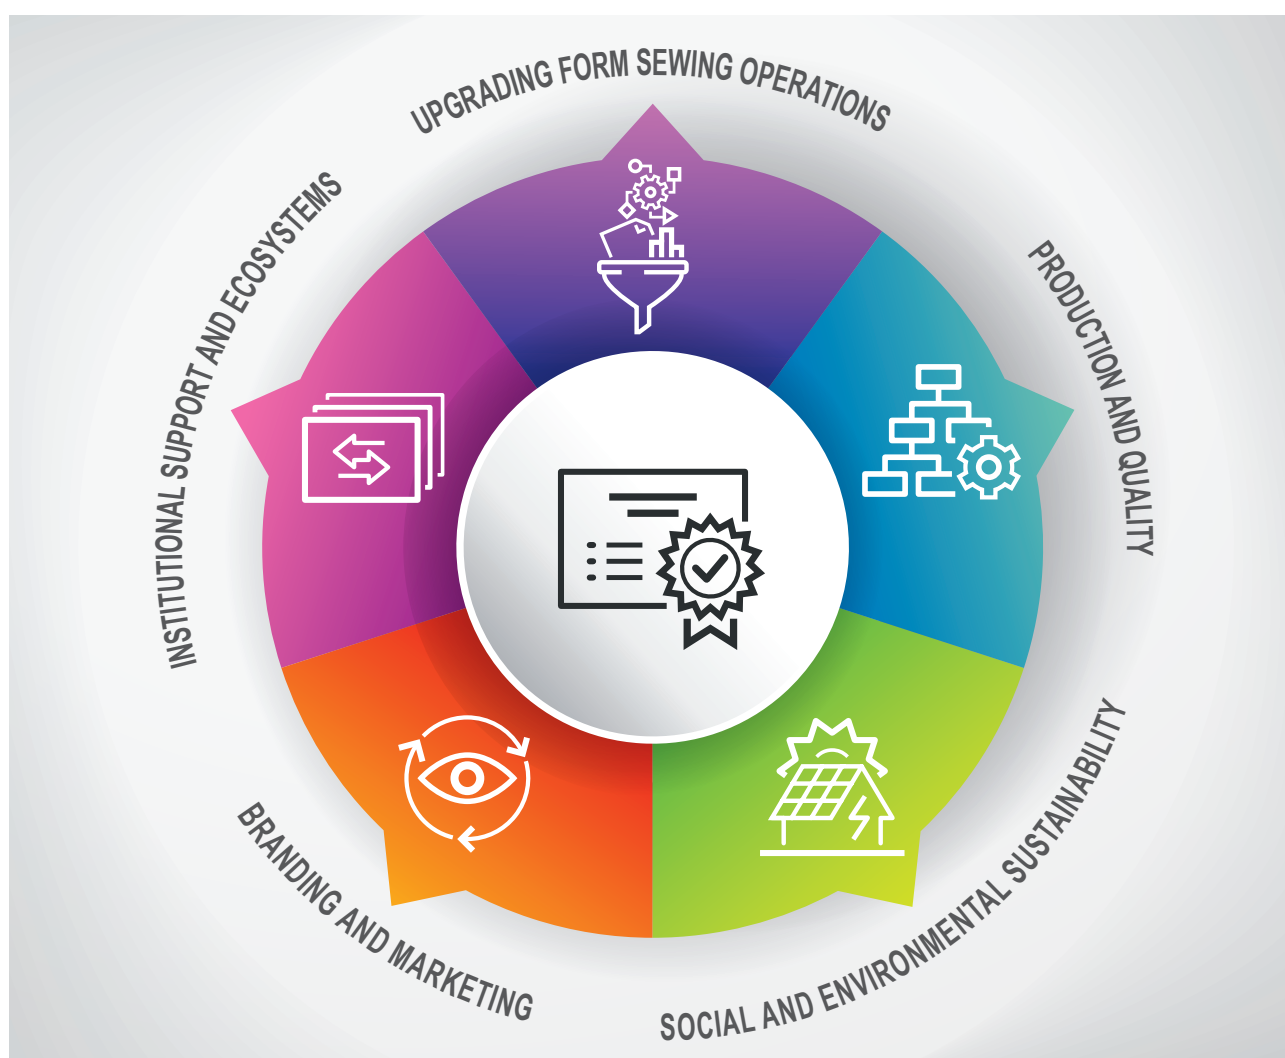 UPGRADING FORM SEWING OPERATIONS
PRODUCTION AND QUALITY
SOCIAL AND ENVIRONMENTAL SUSTAINABILITY
BRANDING AND MARKETING
INSTITUTIONAL SUPPORT AND ECOSYSTEMS